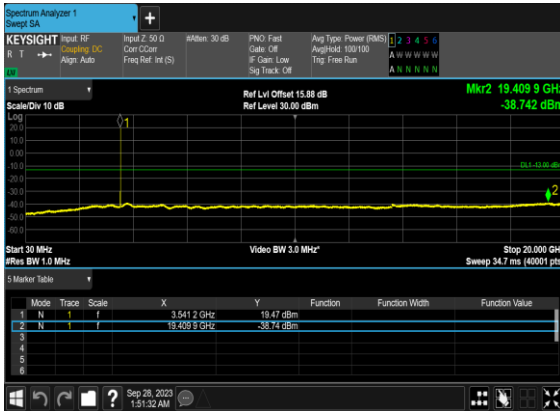 Spectrum Analyzer 1
Swept SA
+
KEYSIGHT Input: RF Input Z: 50 Ω #Atten: 30 dB PNO: Fast Avg Type: Power (RMS) 1 2 3 4 5 6
R T Coupling: DC Corr CCorr Gate: Off Avg|Hold: 100/100 A W W W W W
Align: Auto Freq Ref: Int (S) IF Gain: Low Trig: Free Run
Sig Track: Off A N N N N N
1 Spectrum Ref Lvl Offset 15.88 dB Mkr2 19.409 9 GHz
Scale/Div 10 dB Ref Level 30.00 dBm -38.742 dBm
Log
20.0
10.0
0.00
-10.0
-20.0
-30.0
-40.0
-50.0
-60.0
1
DL1 -13.00 dBm
2
Start 30 MHz Video BW 3.0 MHz* Stop 20.000 GHz
#Res BW 1.0 MHz Sweep 34.7 ms (40001 pts)
5 Marker Table
Mode Trace Scale X Y Function Function Width Function Value
1 N 1 f 3.541 2 GHz 19.47 dBm
2 N 1 f 19.409 9 GHz -38.74 dBm
3
4
5
6
? Sep 28, 2023
1:51:32 AM